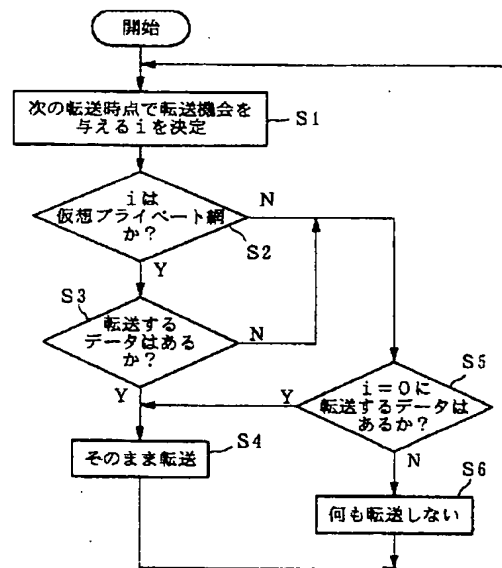 開始
次の転送時点で転送機会を
与えるiを決定
S1
iは
仮想プライベート網
か?
N
S2
Y
S3
転送する
データはある
か?
N
Y
S5
i=0に
転送するデータは
あるか?
Y
N
S4
そのまま転送
S6
何も転送しない